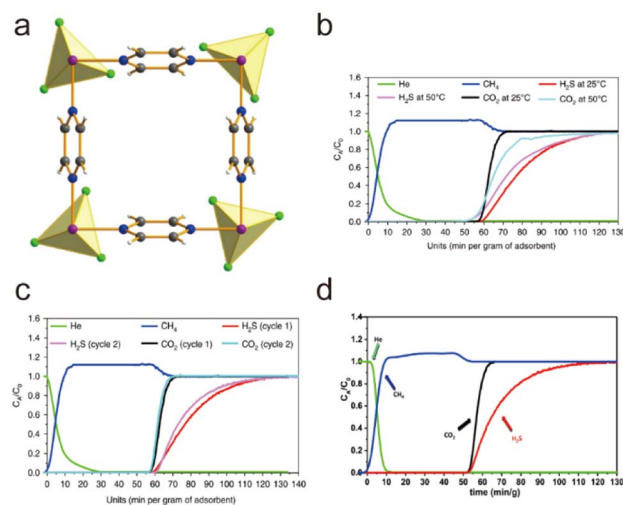 a
b
He CH₄ H₂S at 25°C
H₂S at 50°C CO₂ at 25°C CO₂ at 50°C
1.6
1.4
1.2
1.0
0.8
0.6
0.4
0.2
0.0
C_A/C_0
0 10 20 30 40 50 60 70 80 90 100 110 120 130
Units (min per gram of adsorbent)
c
He CH₄ H₂S (cycle 1)
H₂S (cycle 2) CO₂ (cycle 1) CO₂ (cycle 2)
1.6
1.4
1.2
1.0
0.8
0.6
0.4
0.2
0.0
C_A/C_0
0 10 20 30 40 50 60 70 80 90 100 110 120 130 140
Units (min per gram of adsorbent)
d
1.4
1.2
1.0
0.8
0.6
0.4
0.2
0.0
C_A/C_0
He
CH₄
CO₂
H₂S
0 10 20 30 40 50 60 70 80 90 100 110 120 130
time (min/g)